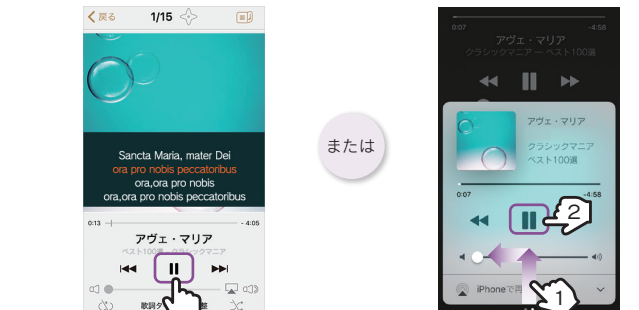 戻る
1/15
Sancta Maria, mater Dei
ora pro nobis peccatoribus
ora,ora pro nobis
ora,ora pro nobis peccatoribus
0:13
- 4:05
アヴェ・マリア
ベスト100選 クラシックマニア
歌詞タ
整
または
0:07
-4:58
アヴェ・マリア
クラシックマニア ー ベスト100選
アヴェ・マリア
クラシックマニア
ベスト100選
0:07
-4:58
2
iPhoneで再
1